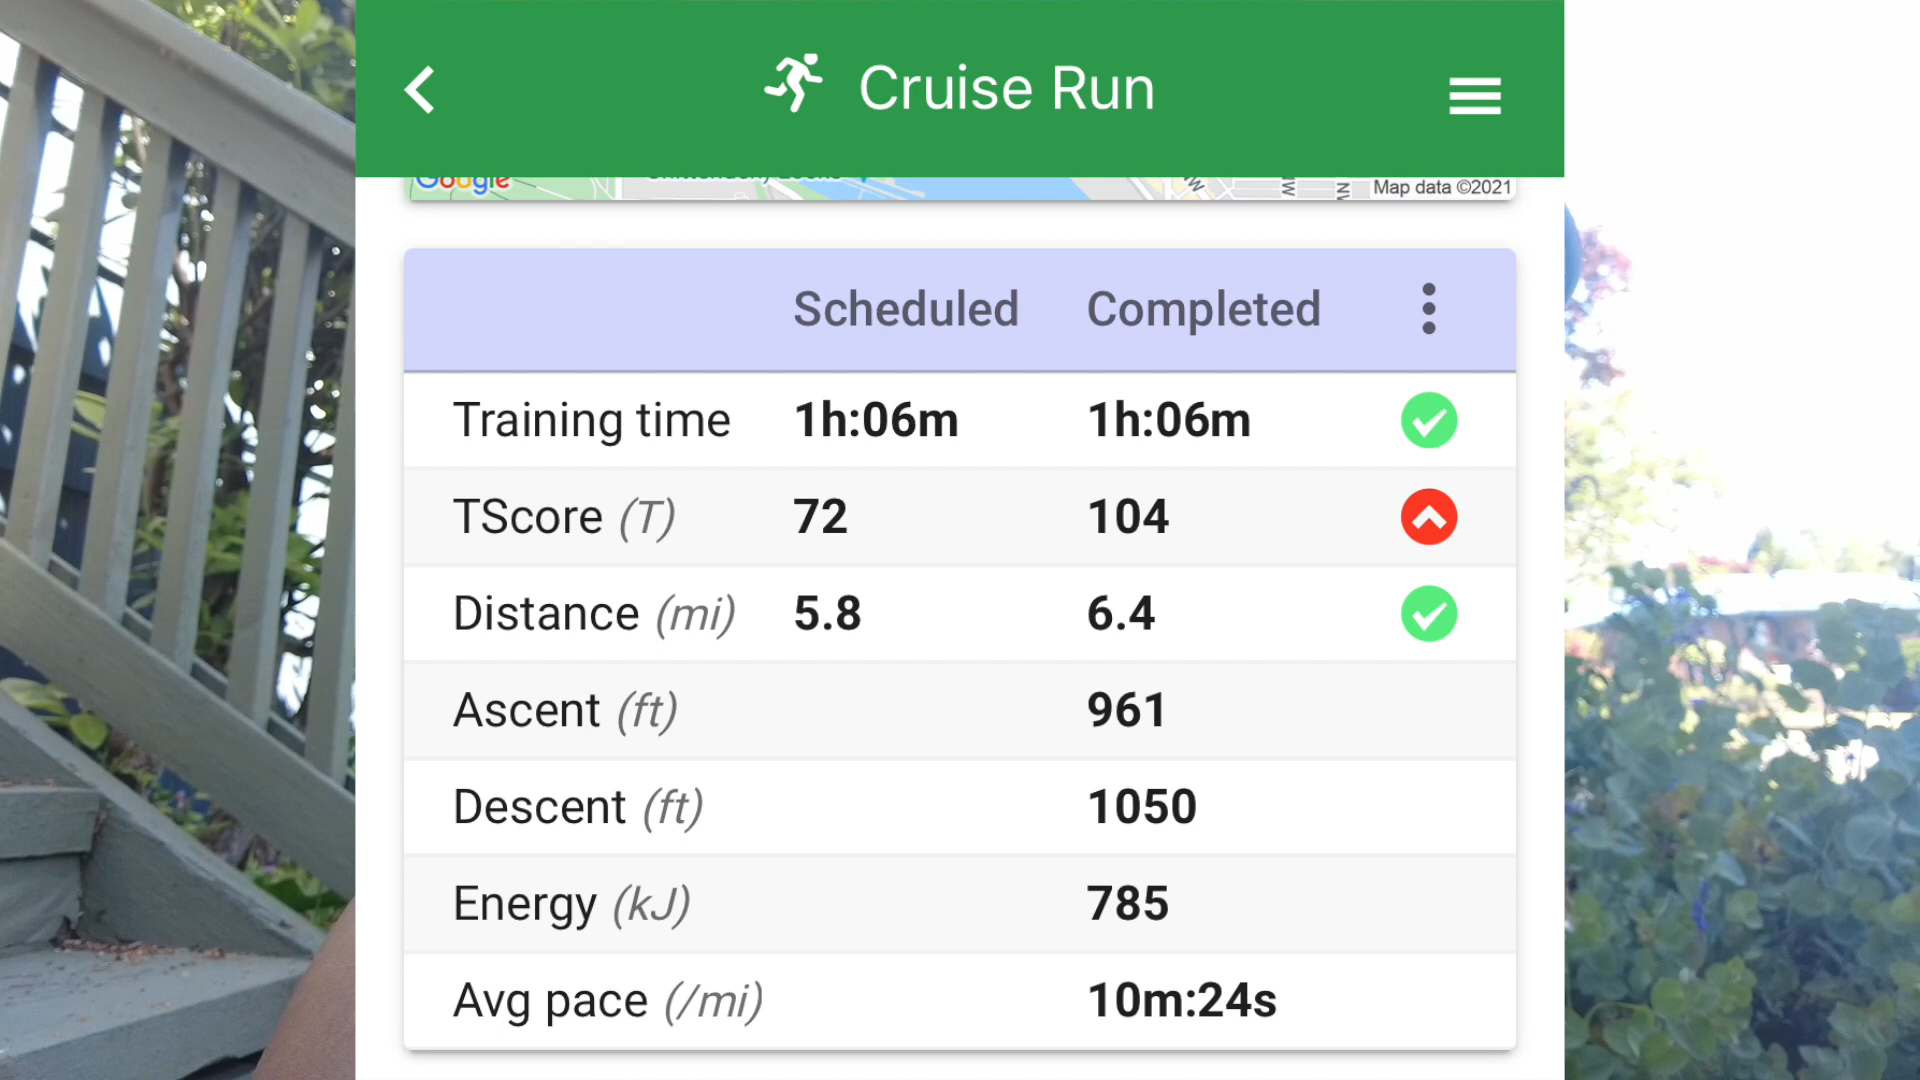 Cruise Run
Google
Map data ©2021
Scheduled Completed
Training time 1h:06m 1h:06m
TScore (T) 72 104
Distance (mi) 5.8 6.4
Ascent (ft) 961
Descent (ft) 1050
Energy (kJ) 785
Avg pace (/mi) 10m:24s